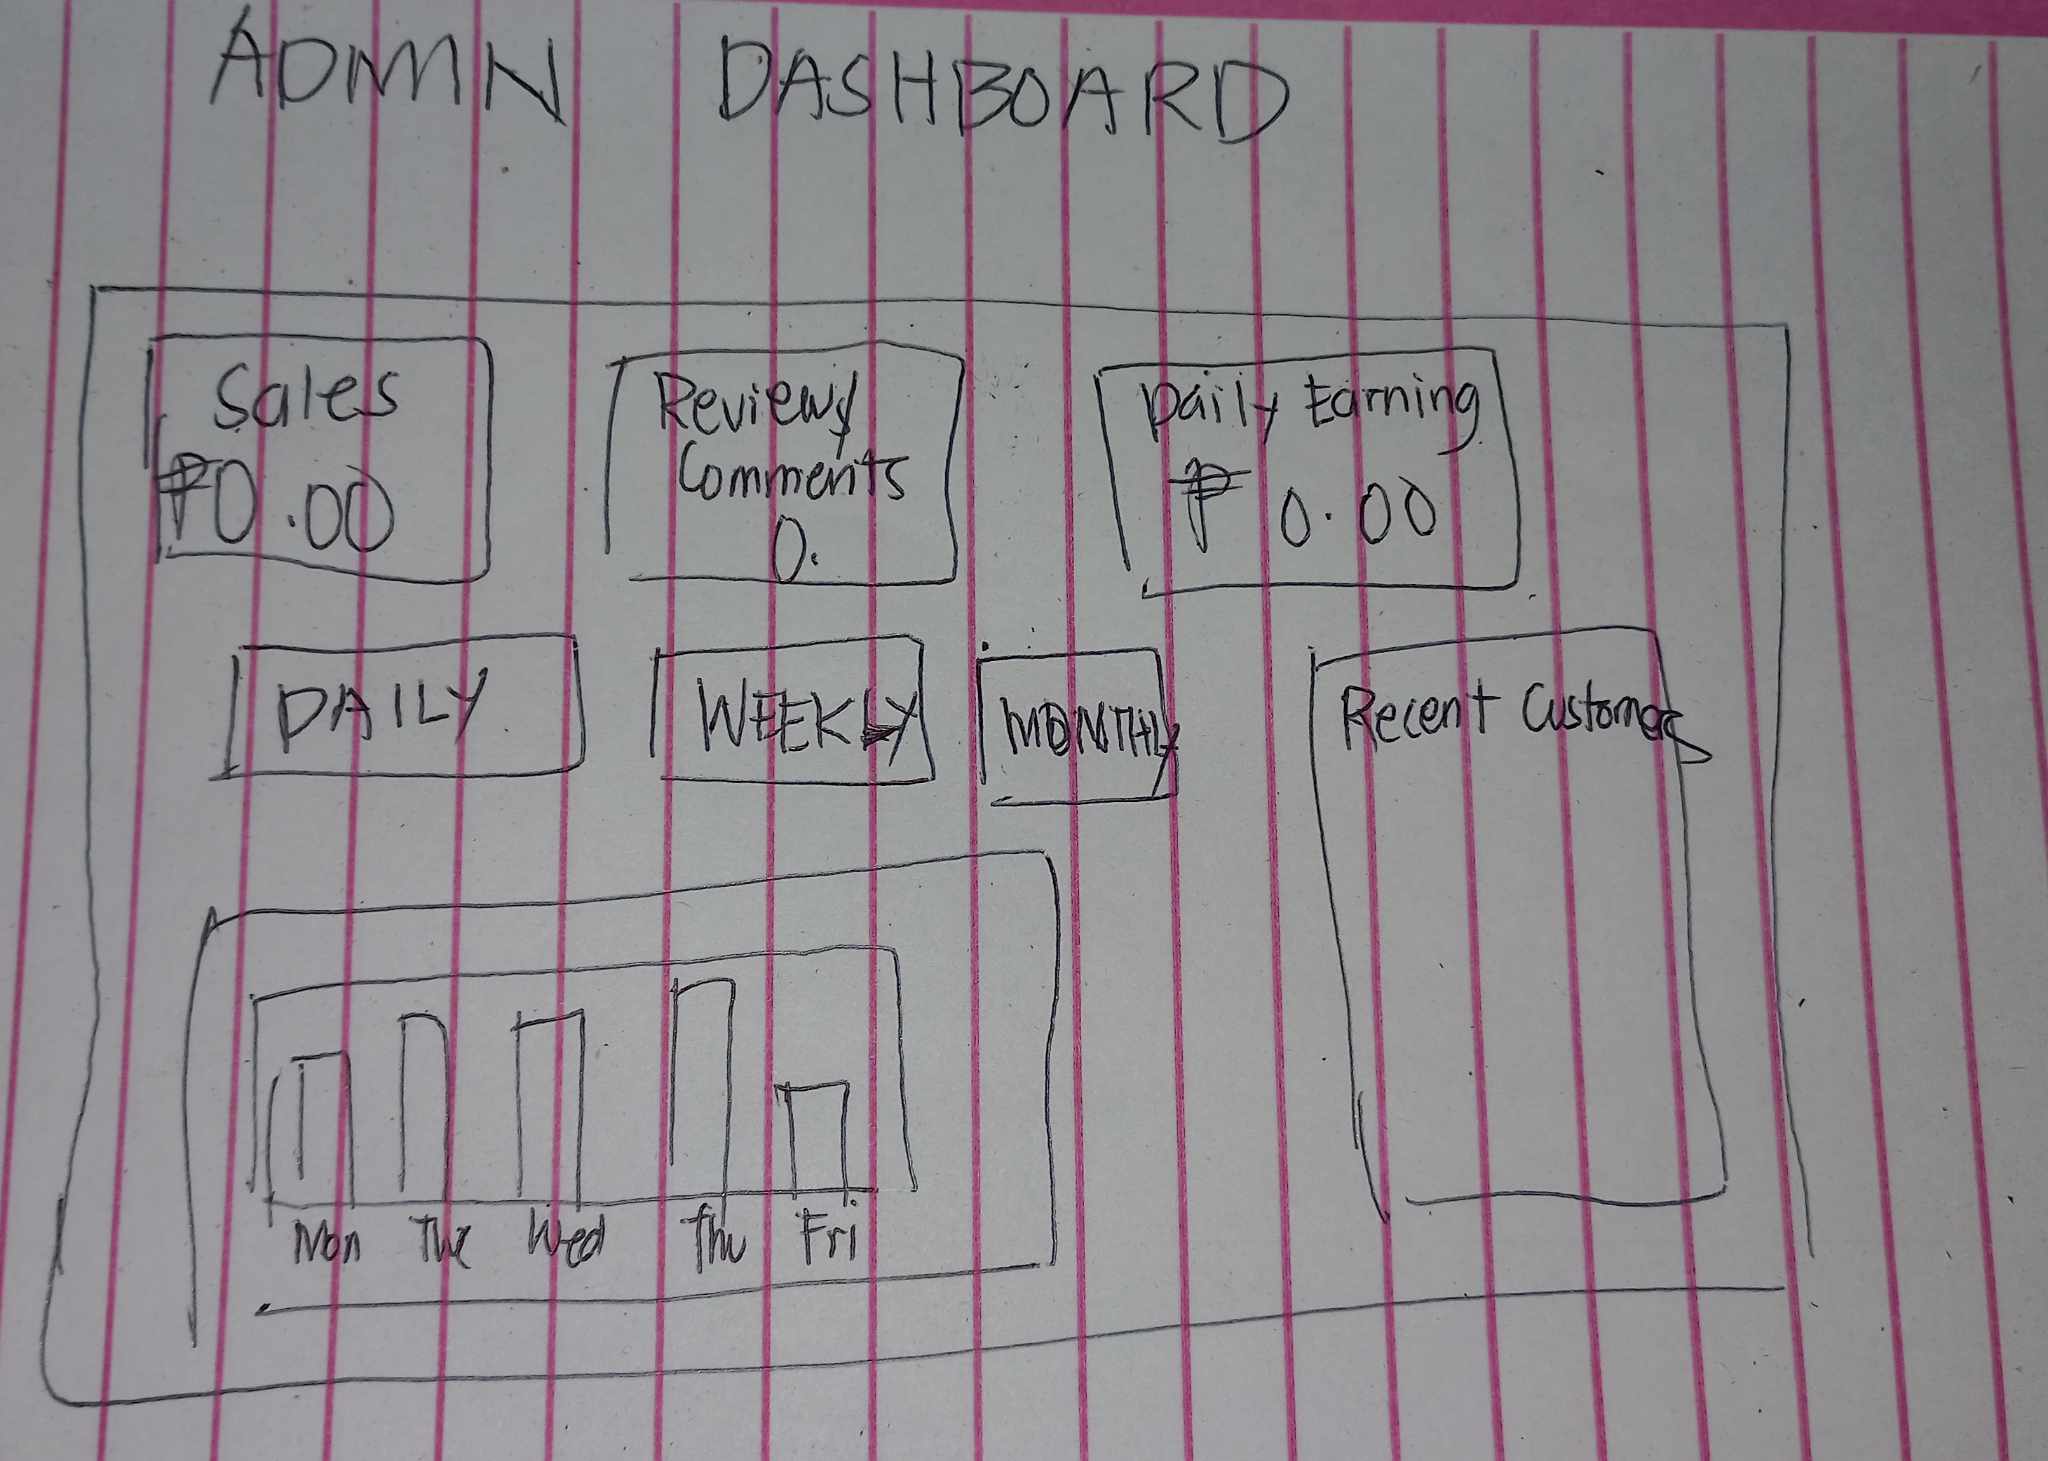 ADMIN DASHBOARD
Sales
₱0.00
Reviews/
Comments
0.
Daily Earning
₱ 0.00
DAILY
WEEKLY
MONTHLY
Recent Customers
Mon Tue Wed Thu Fri